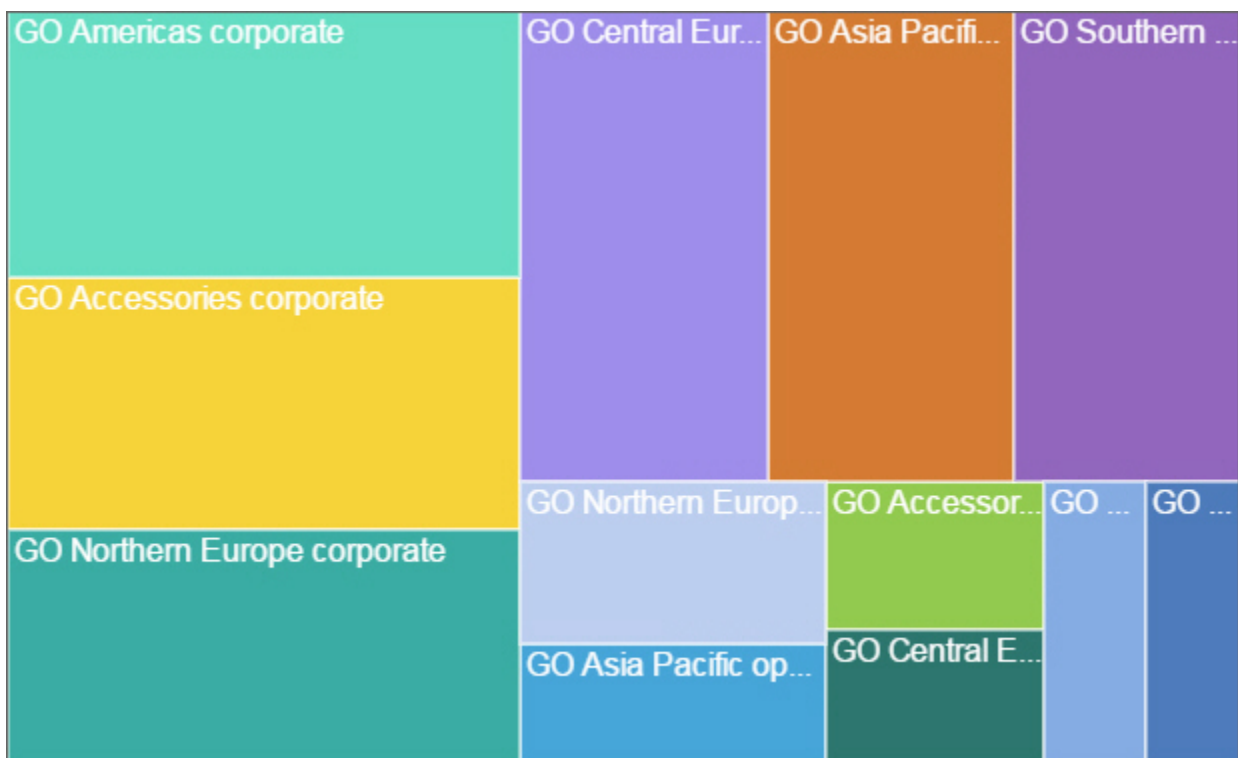 GO Americas corporate
GO Central Eur...
GO Asia Pacifi...
GO Southern ...
GO Accessories corporate
GO Northern Europe corporate
GO Northern Europ...
GO Accessor...
GO ...
GO ...
GO Asia Pacific op...
GO Central E...